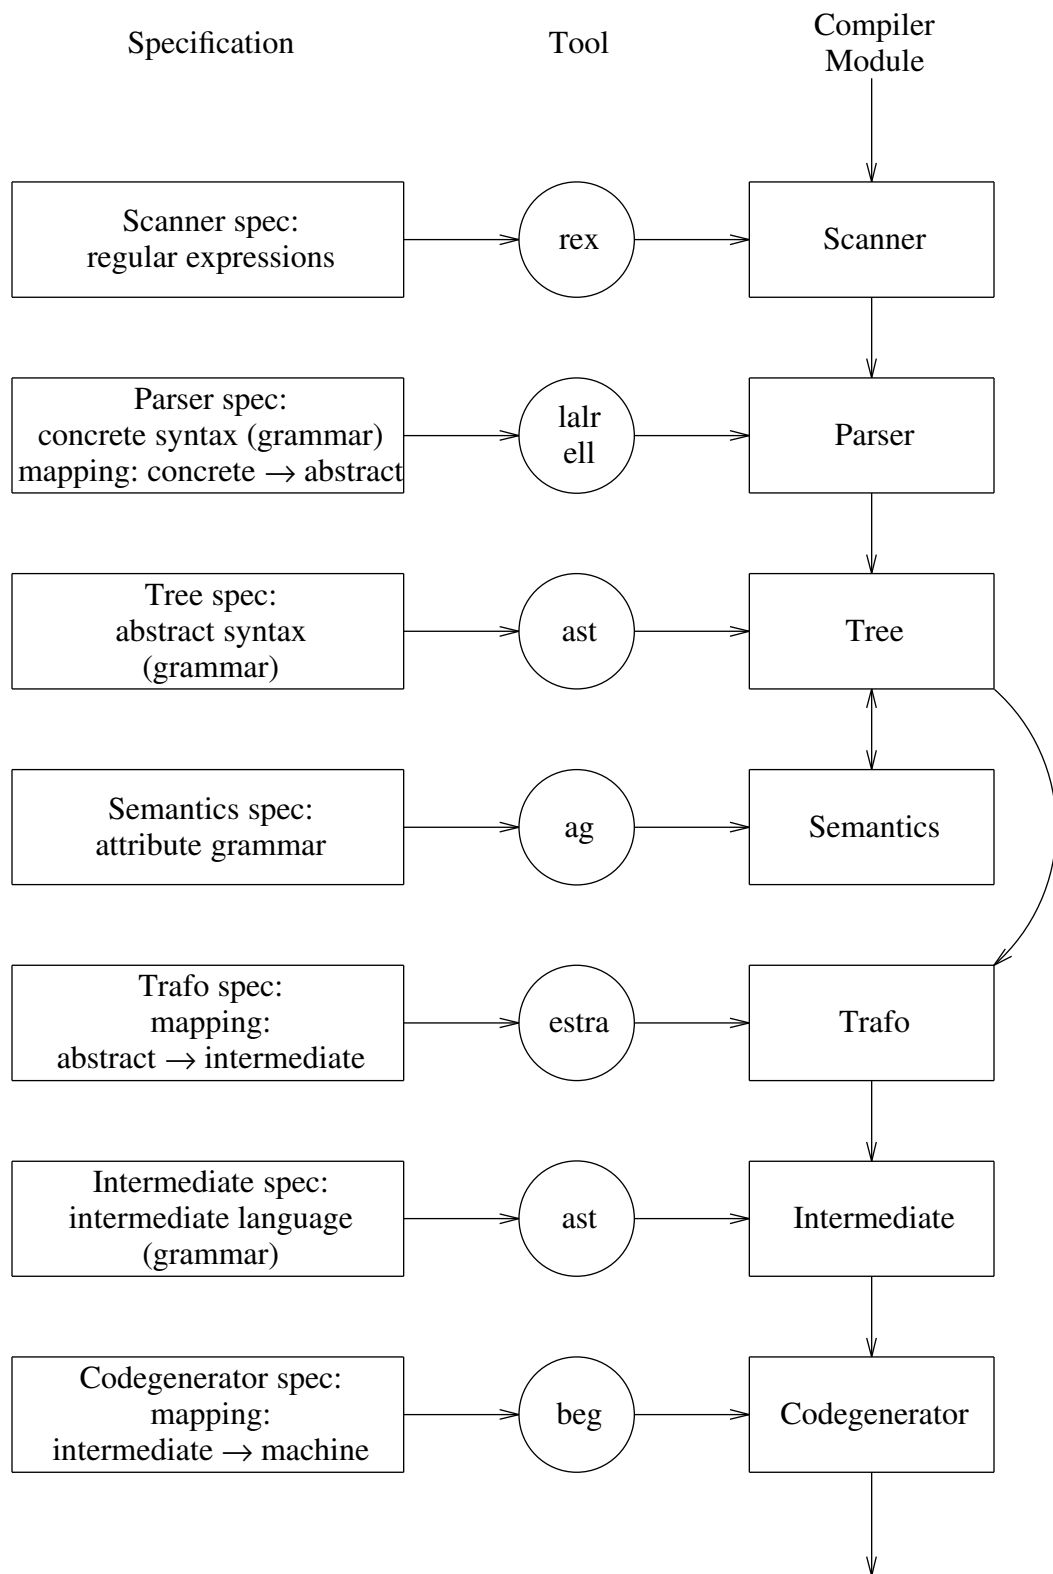 Specification
Tool
Compiler
Module
Scanner spec:
regular expressions
rex
Scanner
Parser spec:
concrete syntax (grammar)
mapping: concrete → abstract
lalr
ell
Parser
Tree spec:
abstract syntax
(grammar)
ast
Tree
Semantics spec:
attribute grammar
ag
Semantics
Trafo spec:
mapping:
abstract → intermediate
estra
Trafo
Intermediate spec:
intermediate language
(grammar)
ast
Intermediate
Codegenerator spec:
mapping:
intermediate → machine
beg
Codegenerator